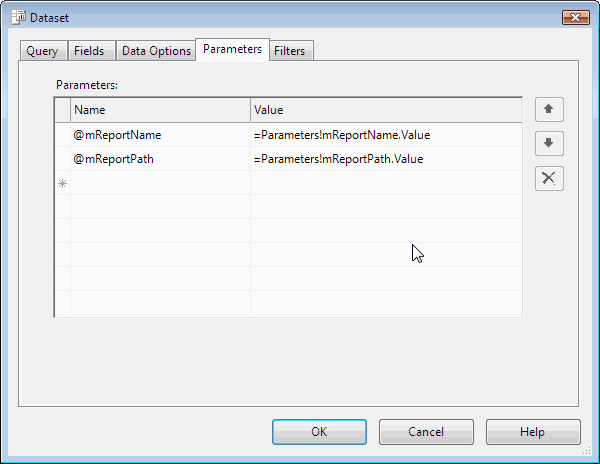 Dataset
Query Fields Data Options Parameters Filters
Parameters:
Name Value
@mReportName =Parameters!mReportName.Value
@mReportPath =Parameters!mReportPath.Value
OK Cancel Help